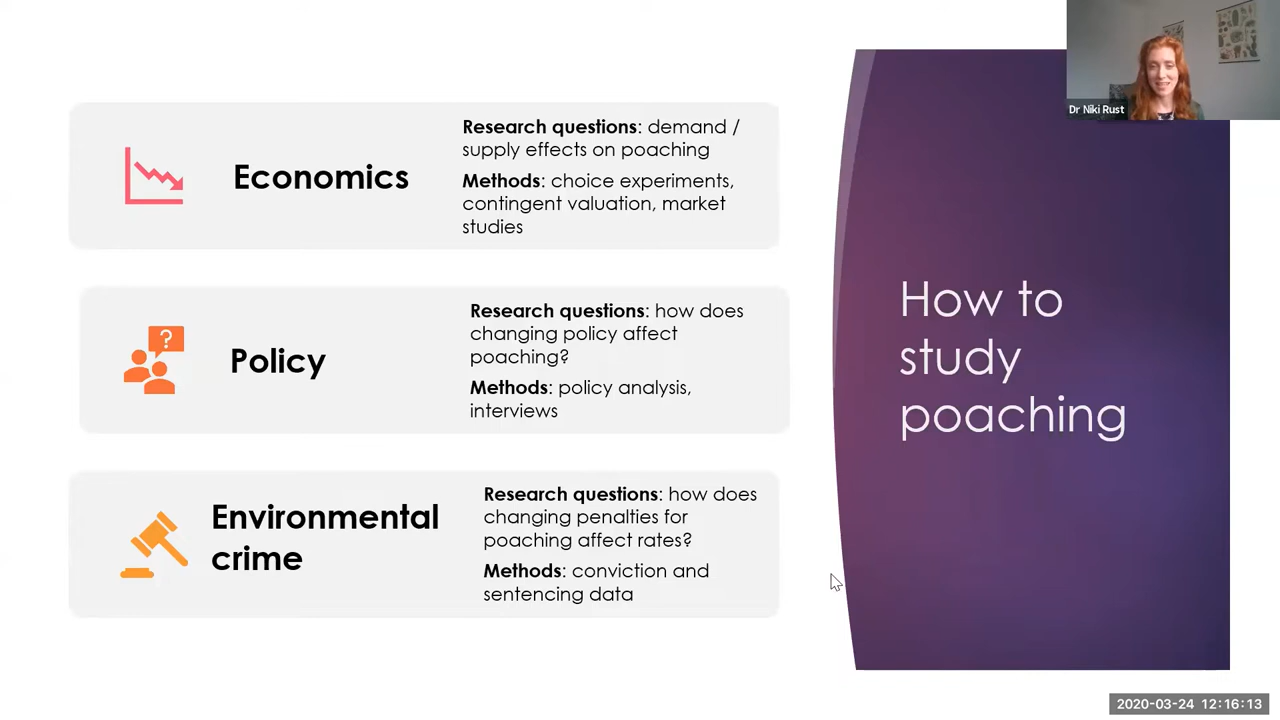 Economics
Research questions: demand /
supply effects on poaching
Methods: choice experiments,
contingent valuation, market
studies
?
Policy
Research questions: how does
changing policy affect
poaching?
Methods: policy analysis,
interviews
Environmental
crime
Research questions: how does
changing penalties for
poaching affect rates?
Methods: conviction and
sentencing data
How to
study
poaching
Dr Niki Rust
2020-03-24 12:16:13